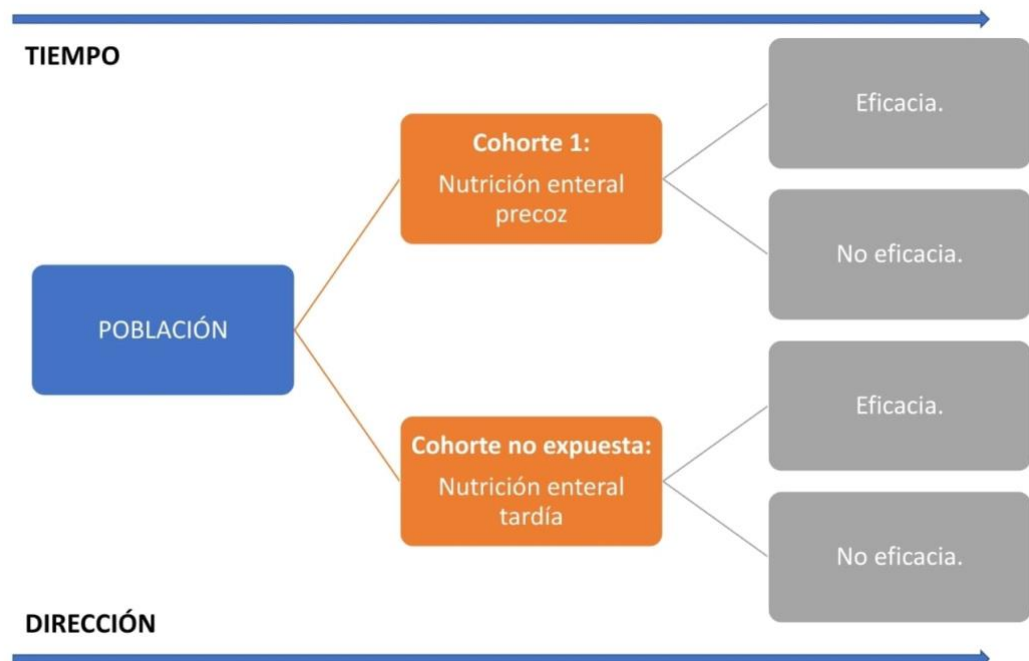 TIEMPO
Eficacia.
Cohorte 1:
Nutrición enteral
precoz
No eficacia.
POBLACIÓN
Eficacia.
Cohorte no expuesta:
Nutrición enteral
tardía
No eficacia.
DIRECCIÓN